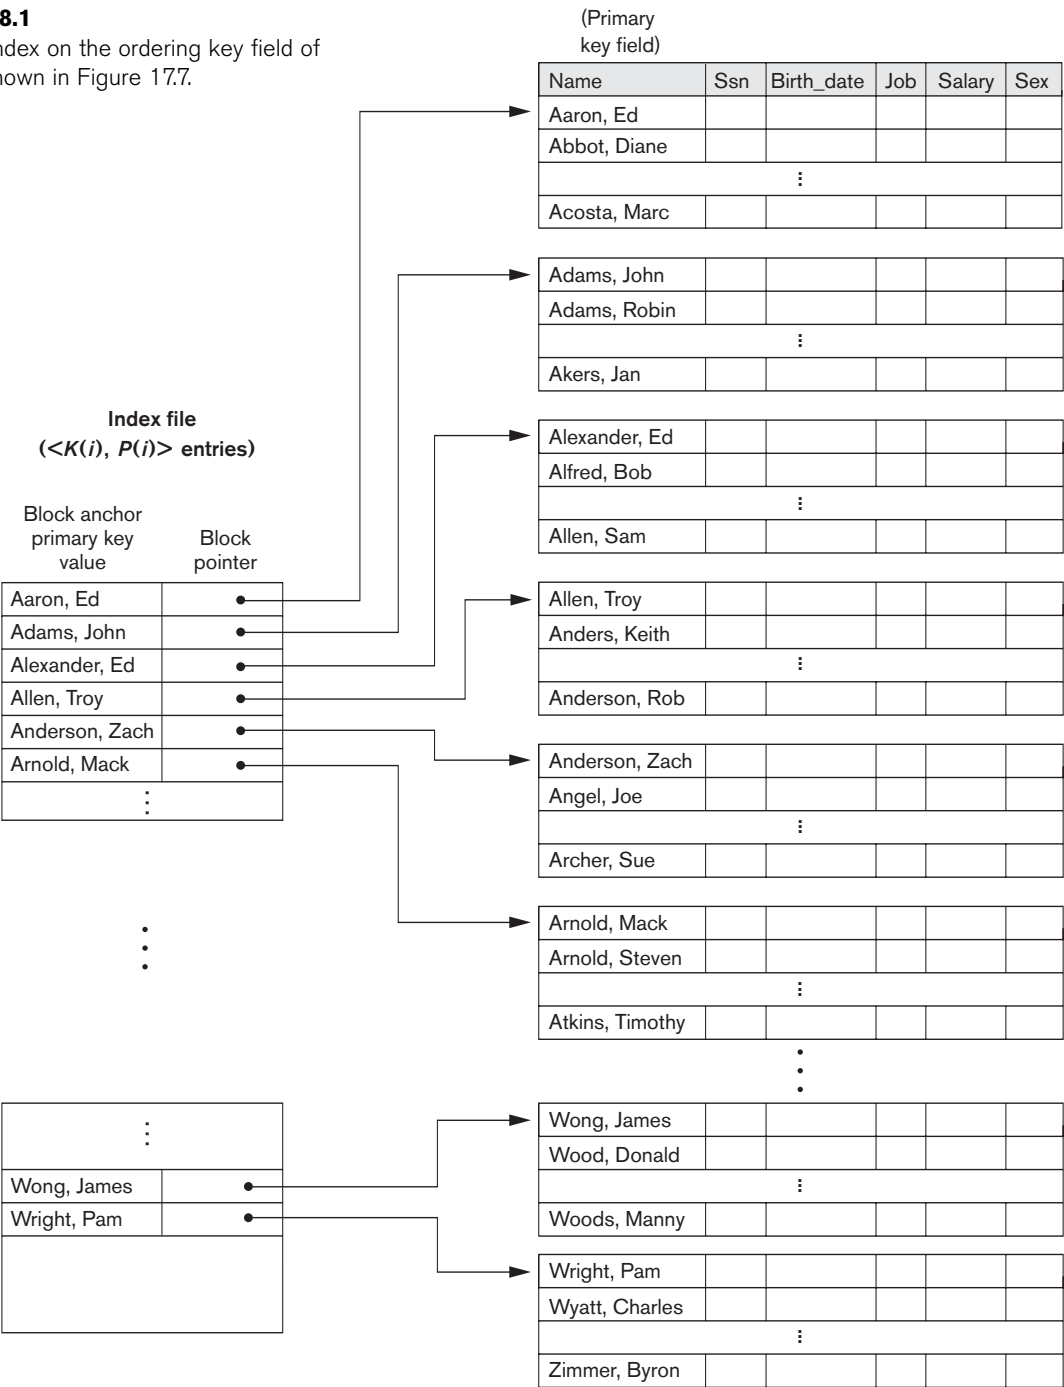 8.1
ndex on the ordering key field of
nown in Figure 17.7.
(Primary
key field)
Name Ssn Birth_date Job Salary Sex
Aaron, Ed
Abbot, Diane
⋮
Acosta, Marc
Adams, John
Adams, Robin
⋮
Akers, Jan
Alexander, Ed
Alfred, Bob
⋮
Allen, Sam
Allen, Troy
Anders, Keith
⋮
Anderson, Rob
Anderson, Zach
Angel, Joe
⋮
Archer, Sue
Arnold, Mack
Arnold, Steven
⋮
Atkins, Timothy
⋮
Wong, James
Wood, Donald
⋮
Woods, Manny
Wright, Pam
Wyatt, Charles
⋮
Zimmer, Byron
Index file
(<K(i), P(i)> entries)
Block anchor
primary key
value
Block
pointer
Aaron, Ed
Adams, John
Alexander, Ed
Allen, Troy
Anderson, Zach
Arnold, Mack
⋮
⋮
⋮
Wong, James
Wright, Pam